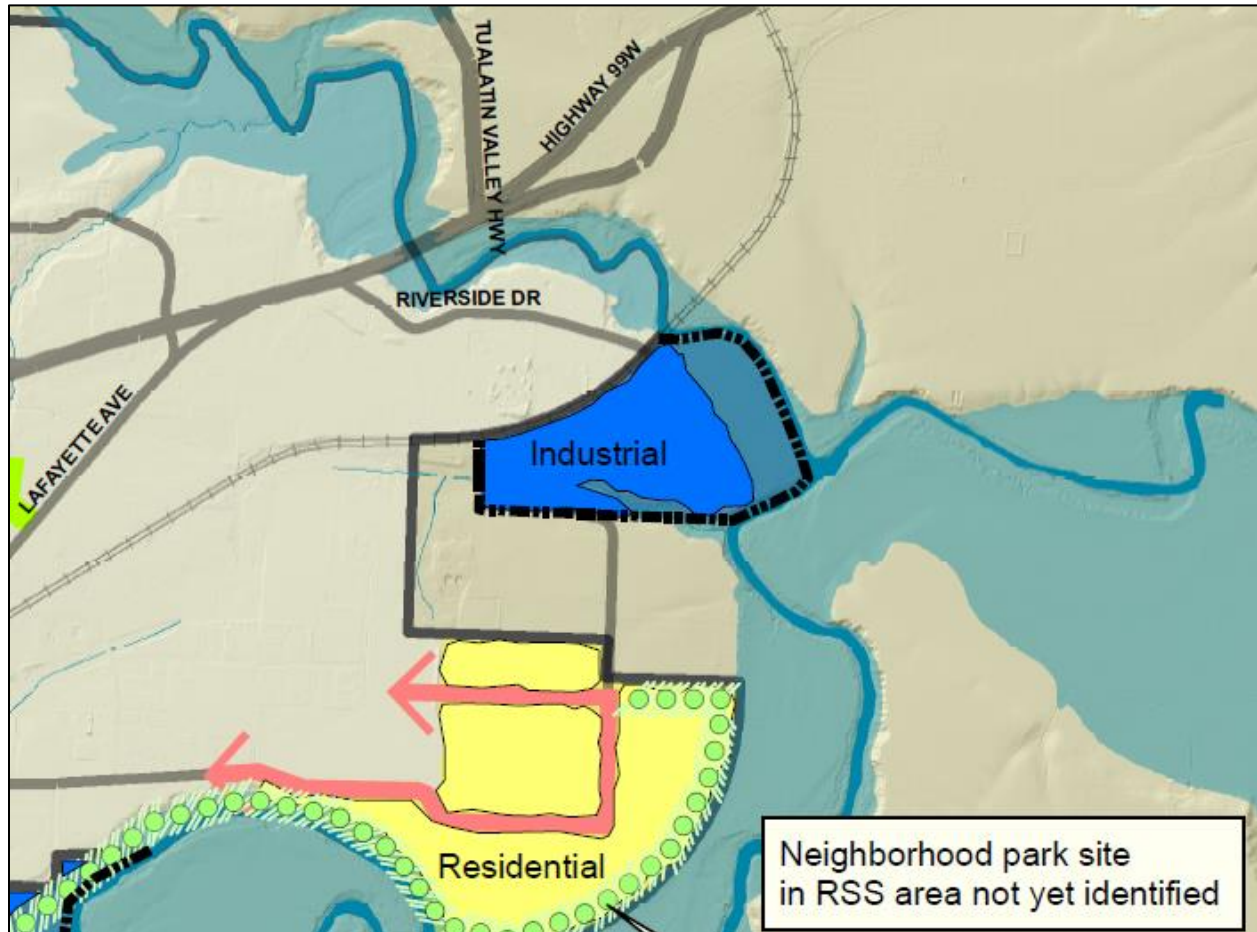 TUALATIN VALLEY HWY
HIGHWAY 99W
RIVERSIDE DR
LAFAYETTE AVE
Industrial
Residential
Neighborhood park site
in RSS area not yet identified